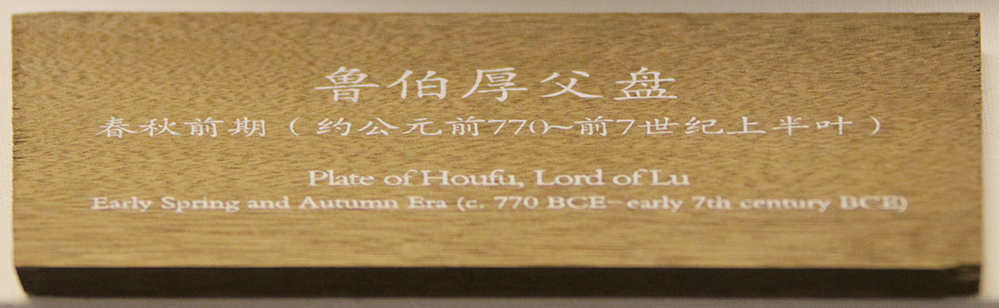 鲁伯厚父盘
春秋前期（约公元前770~前7世纪上半叶）
Plate of Houfu, Lord of Lu
Early Spring and Autumn Era (c. 770 BCE-early 7th century BCE)